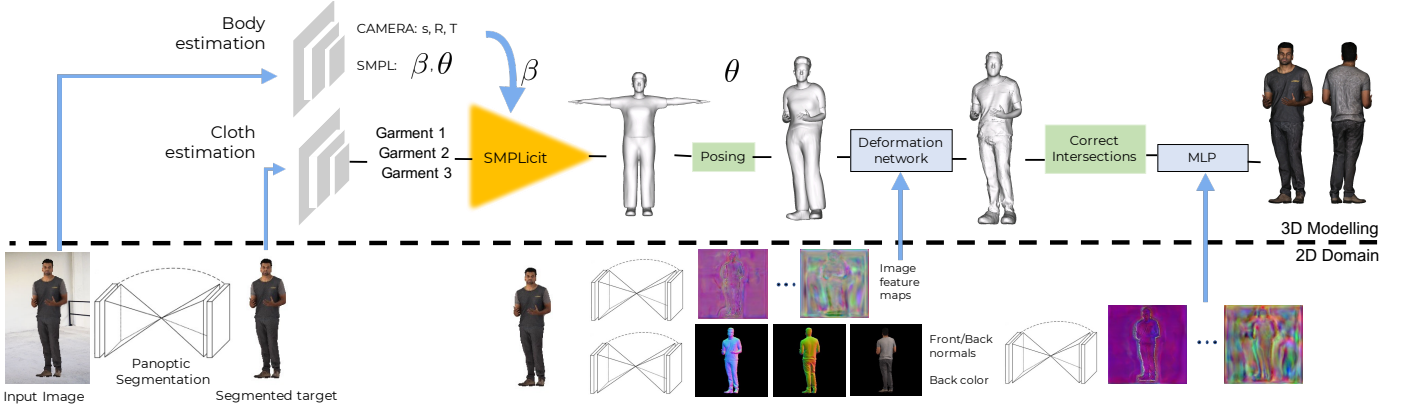 Body
estimation
CAMERA: s, R, T
SMPL: β, θ
β
θ
Cloth
estimation
Garment 1
Garment 2
Garment 3
SMPLicit
Posing
Deformation
network
Correct
Intersections
MLP
3D Modelling
2D Domain
Input Image
Panoptic
Segmentation
Segmented target
...
Image
feature
maps
Front/Back
normals
Back color
...